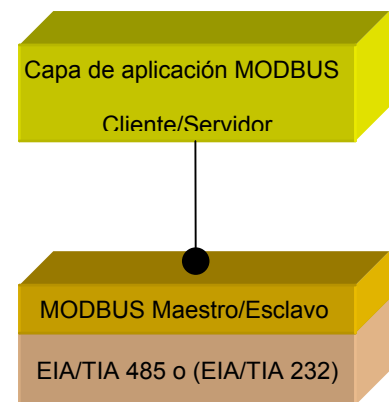 Capa de aplicación MODBUS
Cliente/Servidor
MODBUS Maestro/Esclavo
EIA/TIA 485 o (EIA/TIA 232)